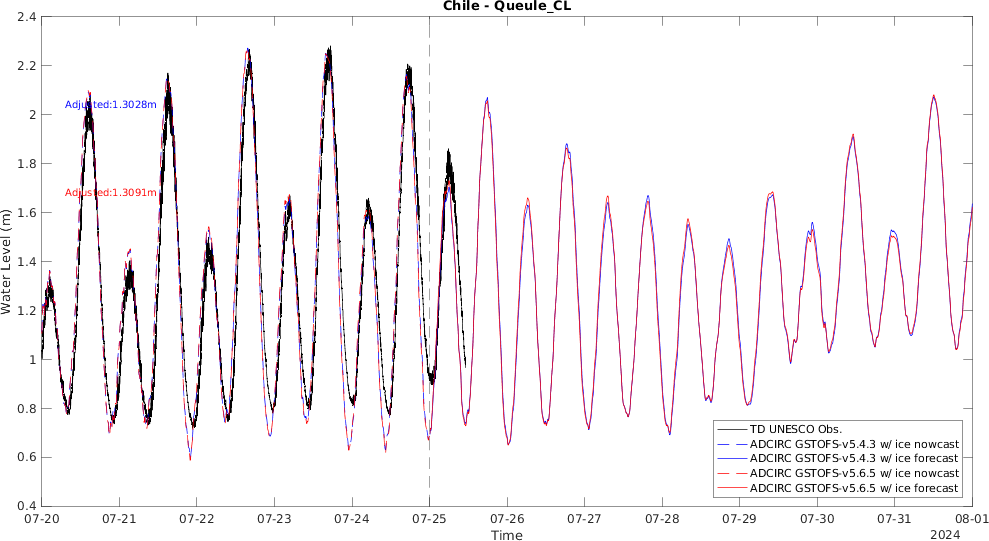 Chile - Queule_CL
2.4
2.2
2
1.8
1.6
1.4
1.2
1
0.8
0.6
0.4
Water Level (m)
Adjusted:1.3028m
Adjusted:1.3091m
TD UNESCO Obs.
ADCIRC GSTOFS-v5.4.3 w/ ice nowcast
ADCIRC GSTOFS-v5.4.3 w/ ice forecast
ADCIRC GSTOFS-v5.6.5 w/ ice nowcast
ADCIRC GSTOFS-v5.6.5 w/ ice forecast
07-20 07-21 07-22 07-23 07-24 07-25 07-26 07-27 07-28 07-29 07-30 07-31 08-01
Time
2024